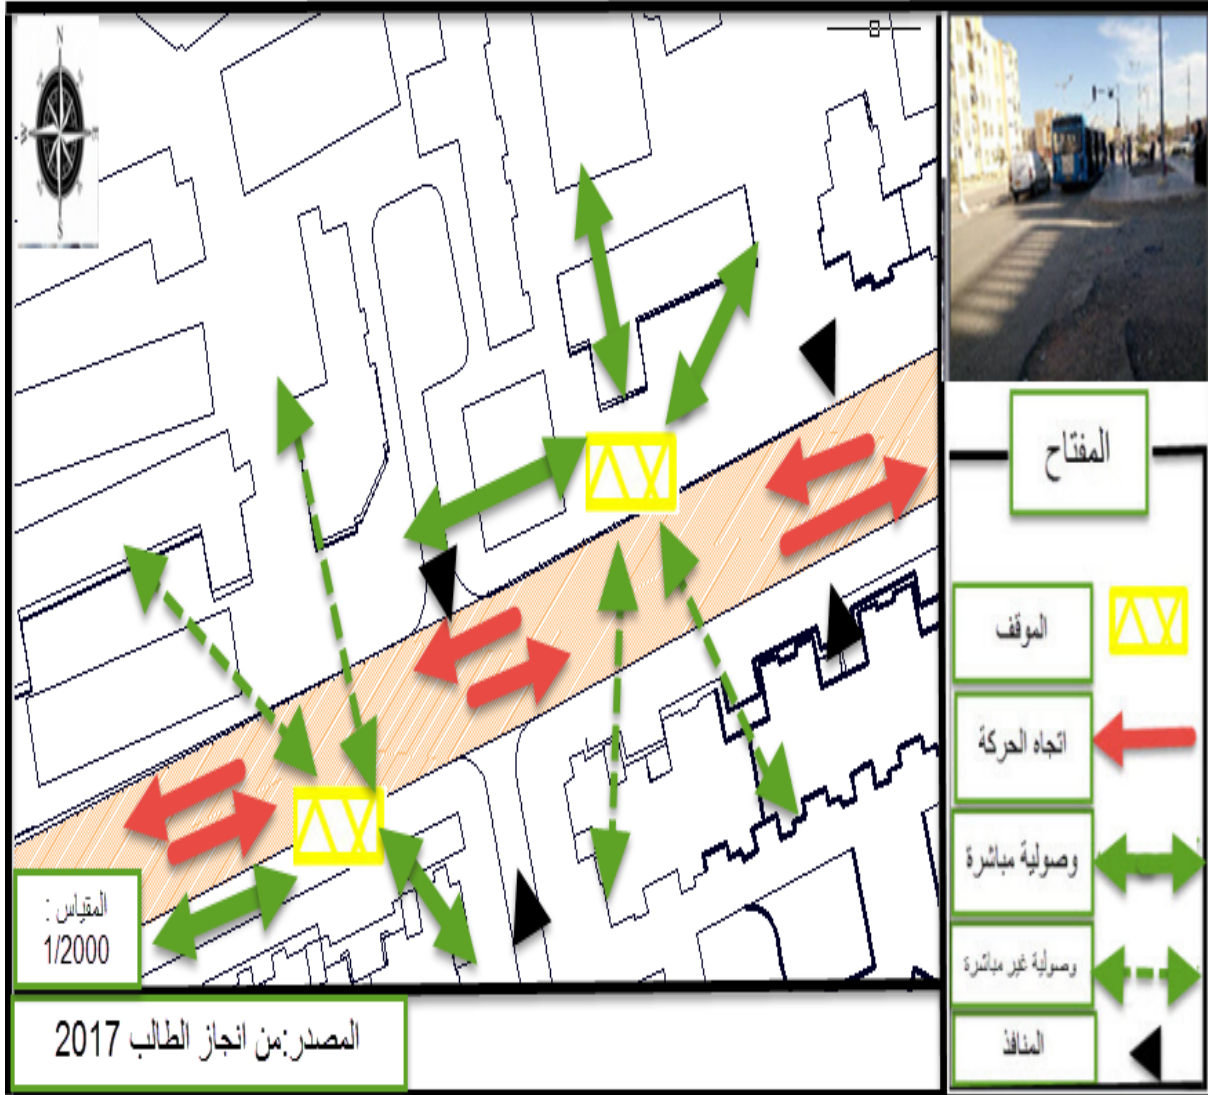 N
W
E
S
المفتاح
الموقف
اتجاه الحركة
وصولية مباشرة
وصولية غير مباشرة
المنافذ
المقياس :
1/2000
المصدر:من انجاز الطالب 2017